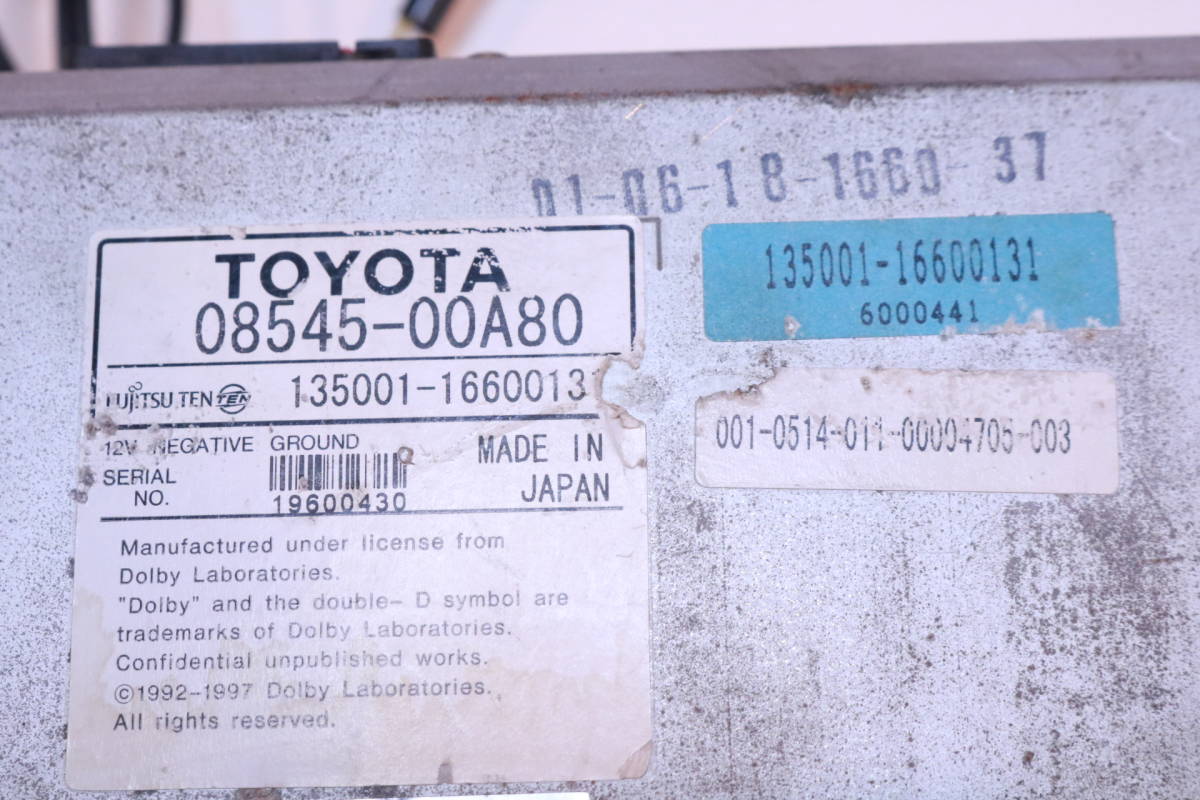 01-06-18-1660-37
TOYOTA
08545-00A80
FUJITSU TEN TEN
135001-16600131
12V NEGATIVE GROUND
SERIAL
NO.
19600430
MADE IN
JAPAN
Manufactured under license from
Dolby Laboratories.
"Dolby" and the double- D symbol are
trademarks of Dolby Laboratories.
Confidential unpublished works.
©1992-1997 Dolby Laboratories.
All rights reserved.
135001-16600131
6000441
001-0514-011-00004705-003